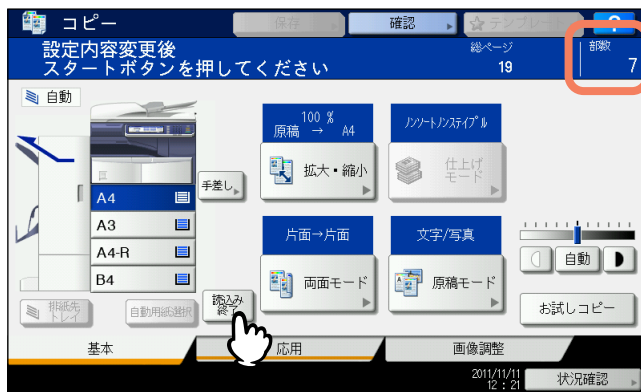 コピー
保存
確認
テンプレート
?
設定内容変更後
スタートボタンを押してください
総ページ
19
部数
7
自動
100 %
原稿 → A4
ノンソートノンステイプル
拡大・縮小
仕上げ
モード
手差し
A4
A3
A4-R
B4
片面→片面
文字/写真
両面モード
原稿モード
自動
排紙先
トレイ
自動用紙選択
読込み
終了
お試しコピー
基本
応用
画像調整
2011/11/11
12 : 21
状況確認